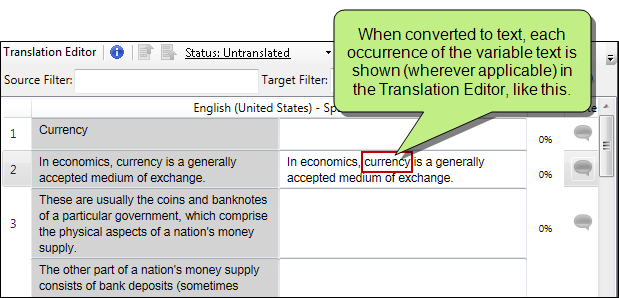 When converted to text, each
occurrence of the variable text is
shown (wherever applicable) in
the Translation Editor, like this.
Translation Editor Status: Untranslated
Source Filter: Target Filter:
English (United States) - Sp
1 Currency 0%
2 In economics, currency is a generally
accepted medium of exchange.
In economics, currency is a generally
accepted medium of exchange.
0%
3 These are usually the coins and banknotes
of a particular government, which comprise
the physical aspects of a nation's money
supply.
0%
The other part of a nation's money supply
consists of bank deposits (sometimes